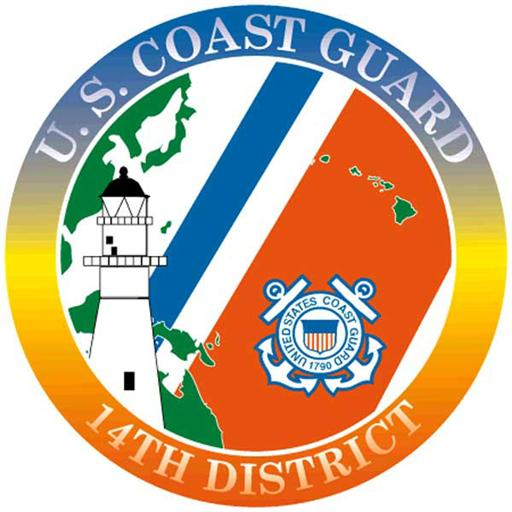 U. S. COAST GUARD
UNITED STATES COAST GUARD
1790
14TH DISTRICT